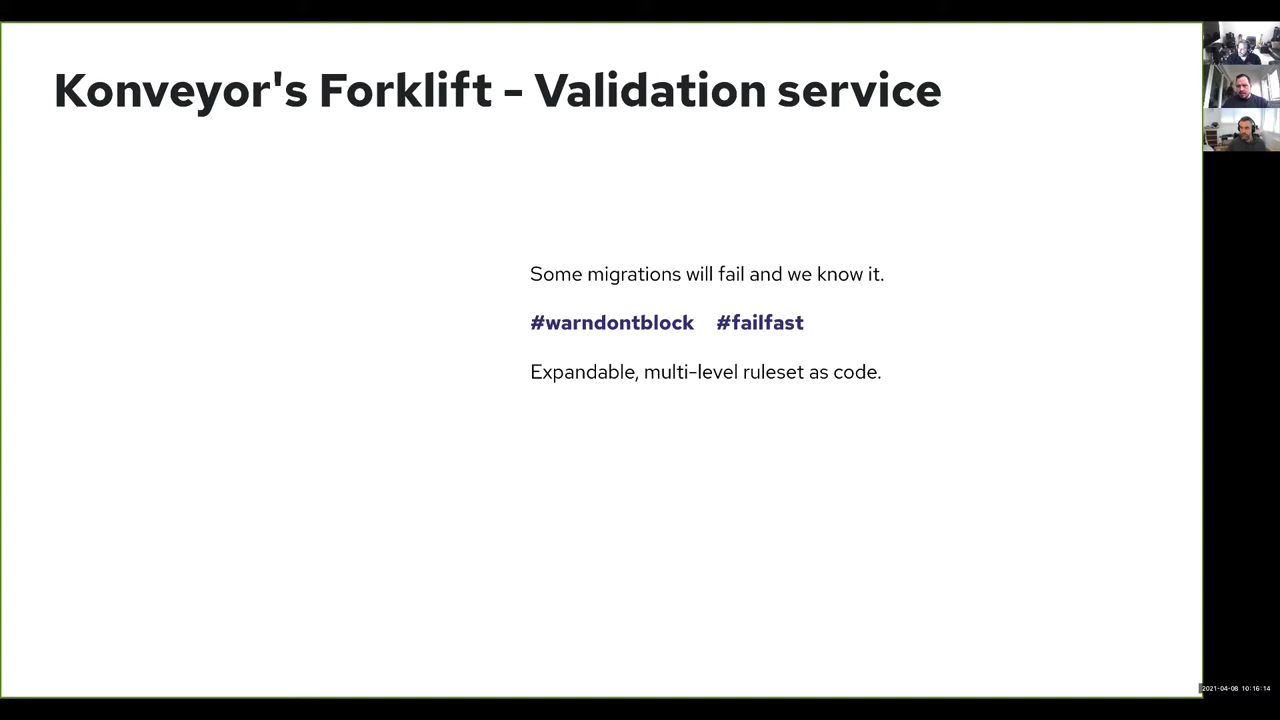 Konveyor's Forklift - Validation service
Some migrations will fail and we know it.
#warndontblock #failfast
Expandable, multi-level ruleset as code.
2021-04-08 10:16:14